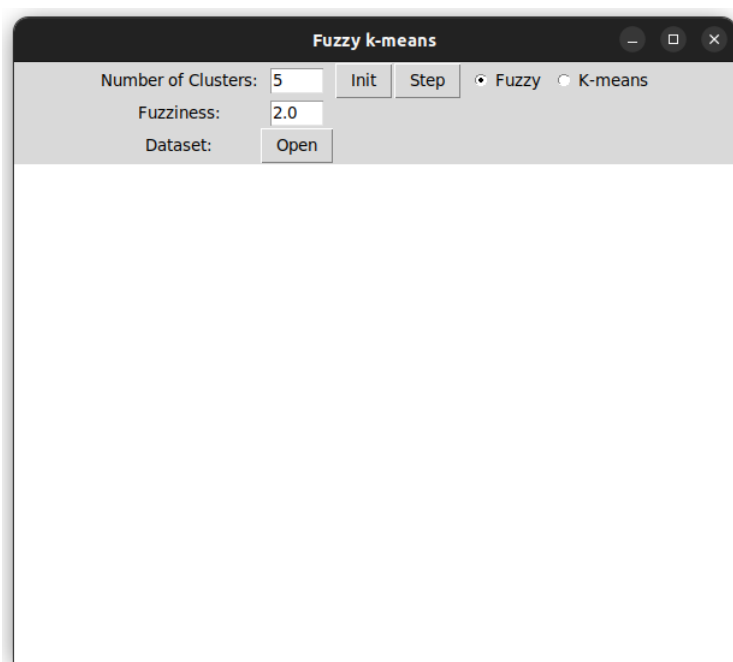 Fuzzy k-means
Number of Clusters: 5 Init Step Fuzzy K-means
Fuzziness: 2.0
Dataset: Open